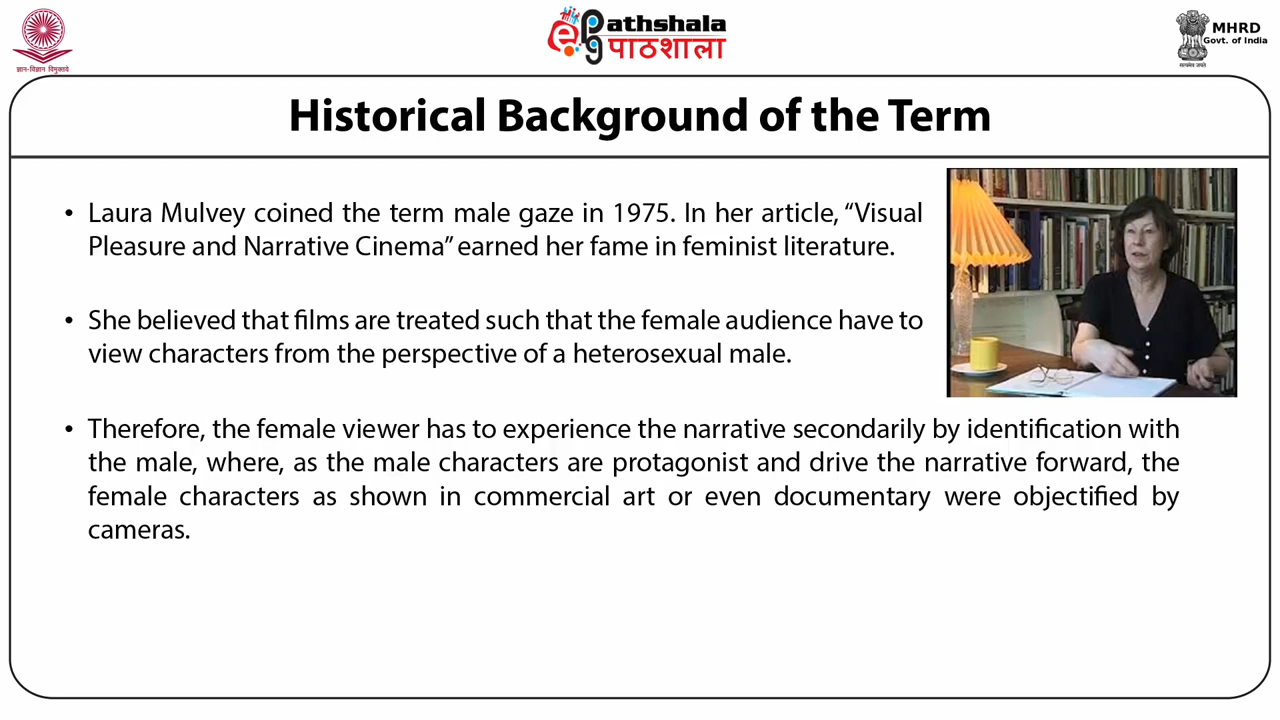 ज्ञान-विज्ञान विमुक्तये
epg athshala
पाठशाला
MHRD
Govt. of India
सत्यमेव जयते
Historical Background of the Term
• Laura Mulvey coined the term male gaze in 1975. In her article, “Visual
Pleasure and Narrative Cinema” earned her fame in feminist literature.
• She believed that films are treated such that the female audience have to
view characters from the perspective of a heterosexual male.
• Therefore, the female viewer has to experience the narrative secondarily by identification with
the male, where, as the male characters are protagonist and drive the narrative forward, the
female characters as shown in commercial art or even documentary were objectified by
cameras.